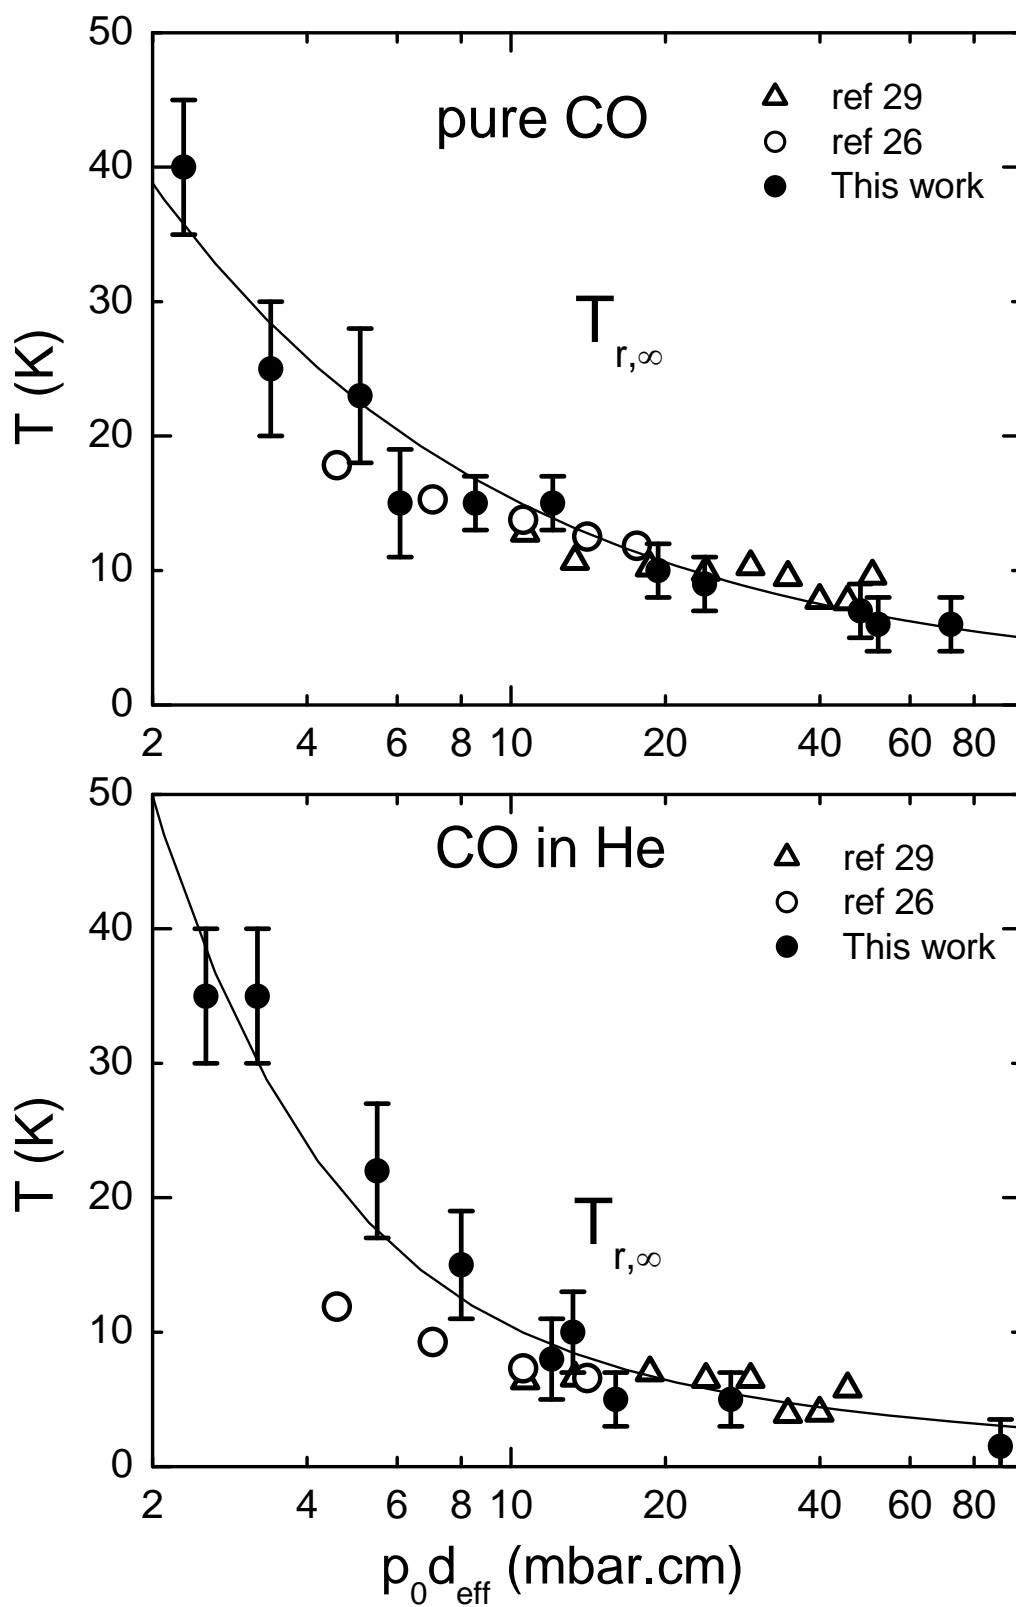 50
40
30
20
10
0
T (K)
pure CO
ref 29
ref 26
This work
T r,∞
2 4 6 8 10 20 40 60 80
50
40
30
20
10
0
T (K)
CO in He
ref 29
ref 26
This work
T r,∞
2 4 6 8 10 20 40 60 80
p0deff (mbar.cm)